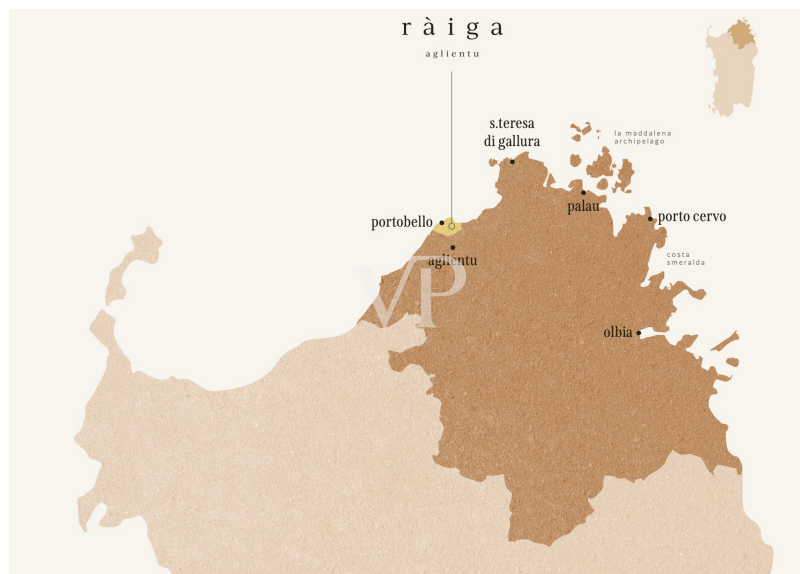 ràiga
aglientu
s.teresa
di gallura
la maddalena
archipelago
palau
portobello
porto cervo
aglientu
costa
smeralda
VP
olbia